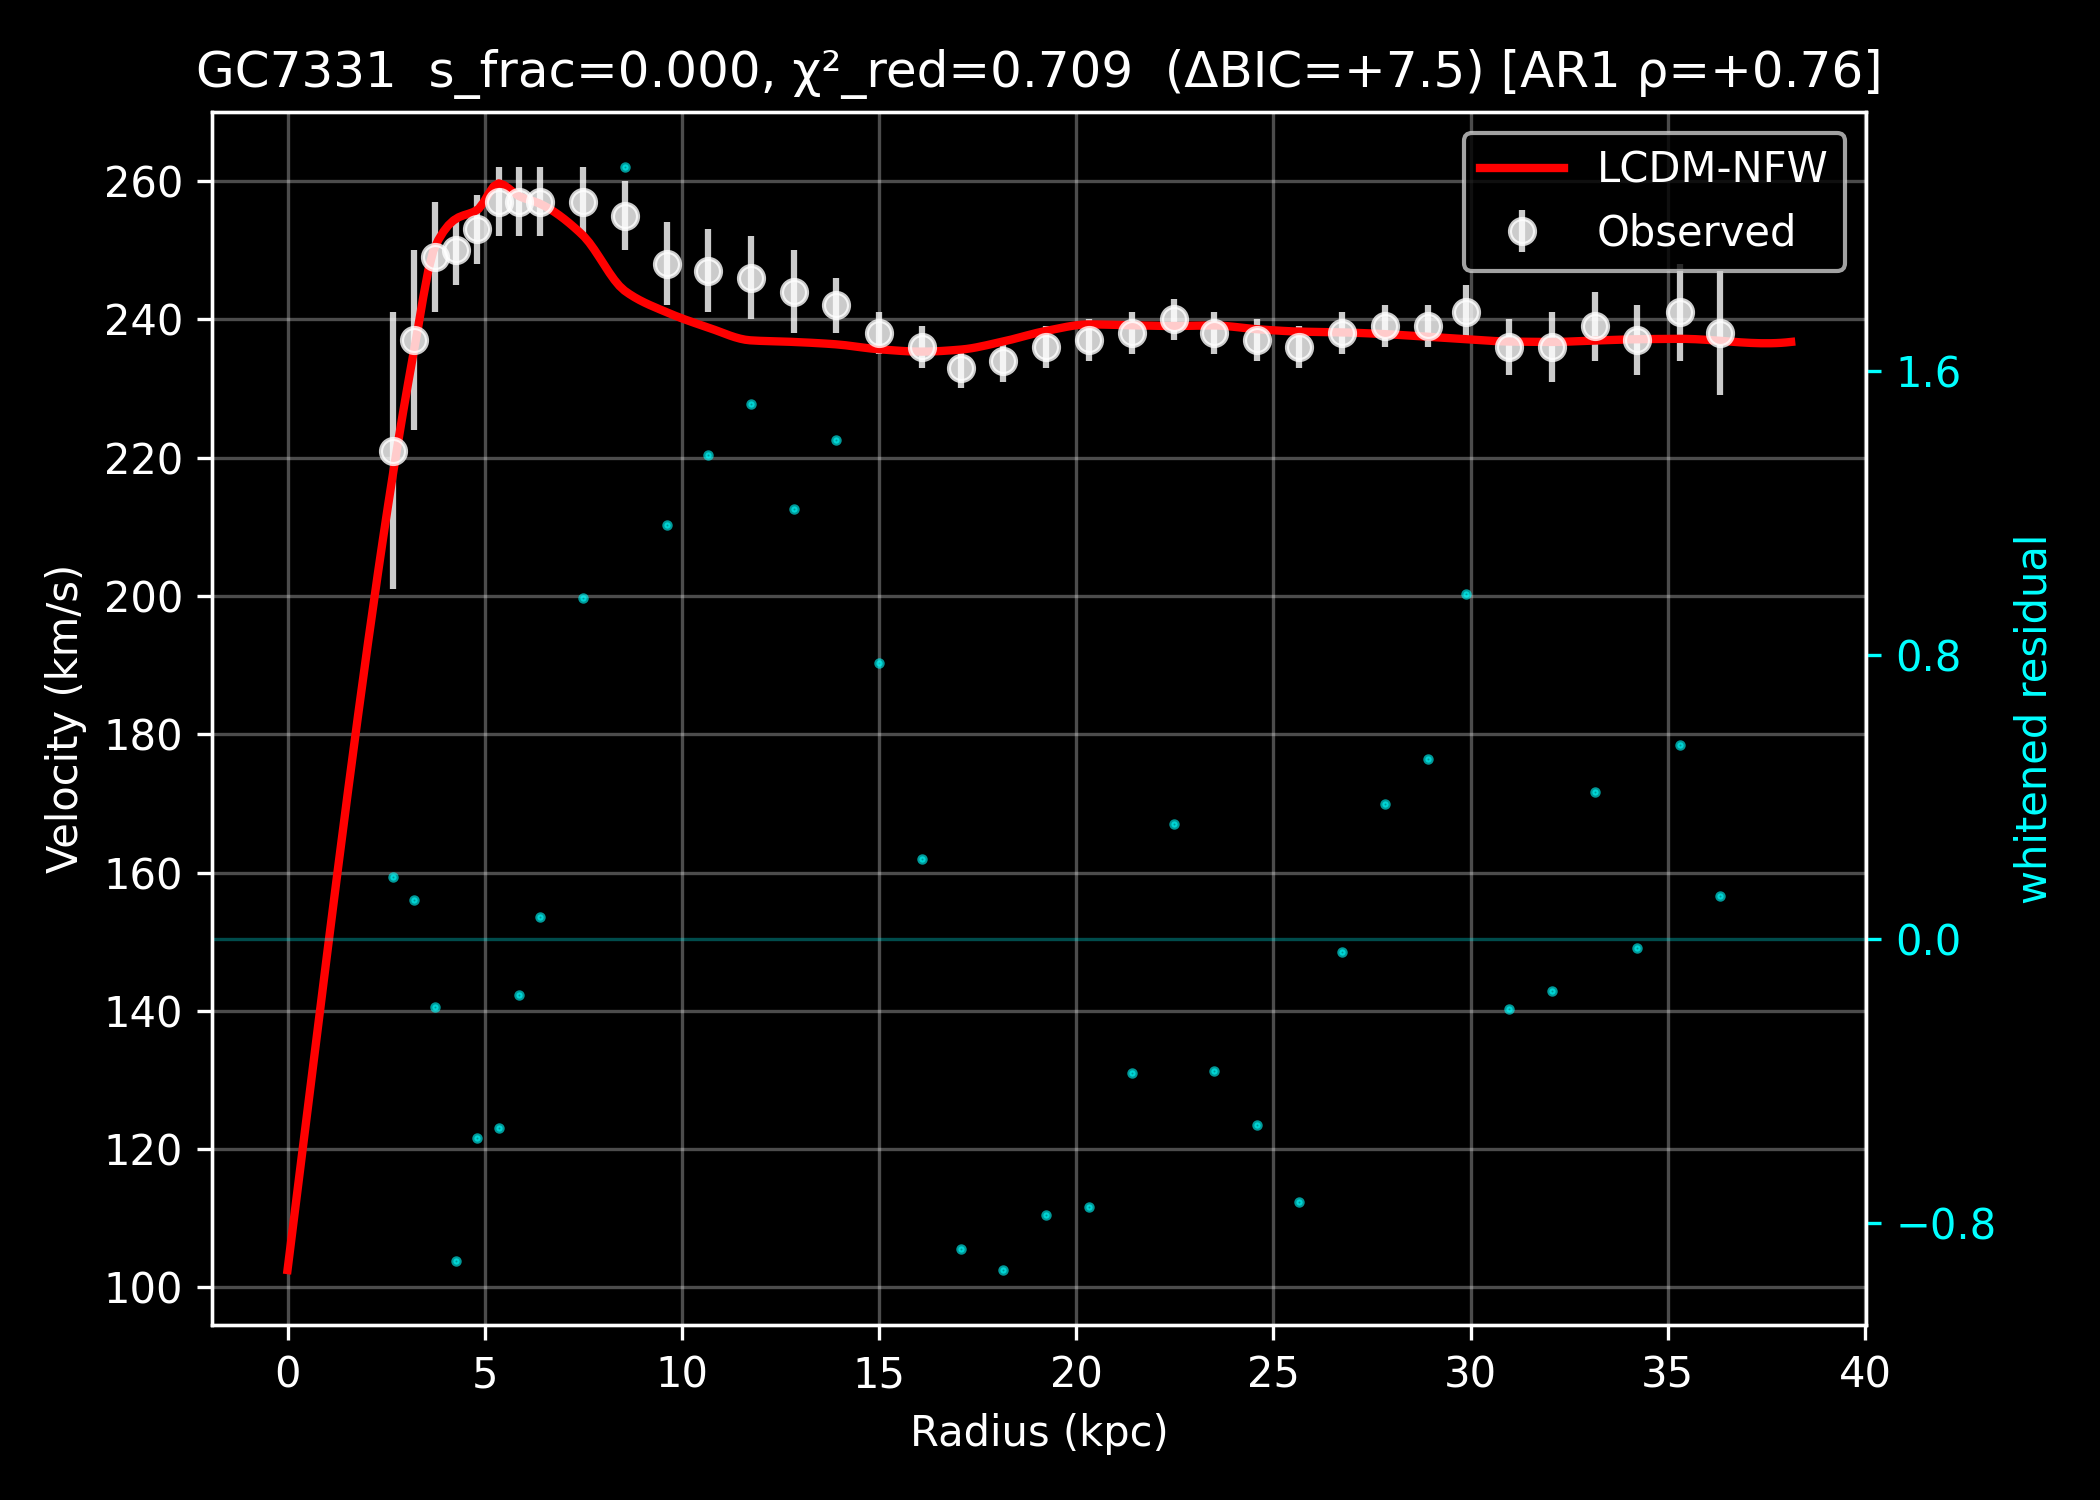 GC7331 s_frac=0.000, χ²_red=0.709 (ΔBIC=+7.5) [AR1 ρ=+0.76]
LCDM-NFW
Observed
Velocity (km/s)
260
240
220
200
180
160
140
120
100
1.6
0.8
0.0
−0.8
whitened residual
0 5 10 15 20 25 30 35 40
Radius (kpc)